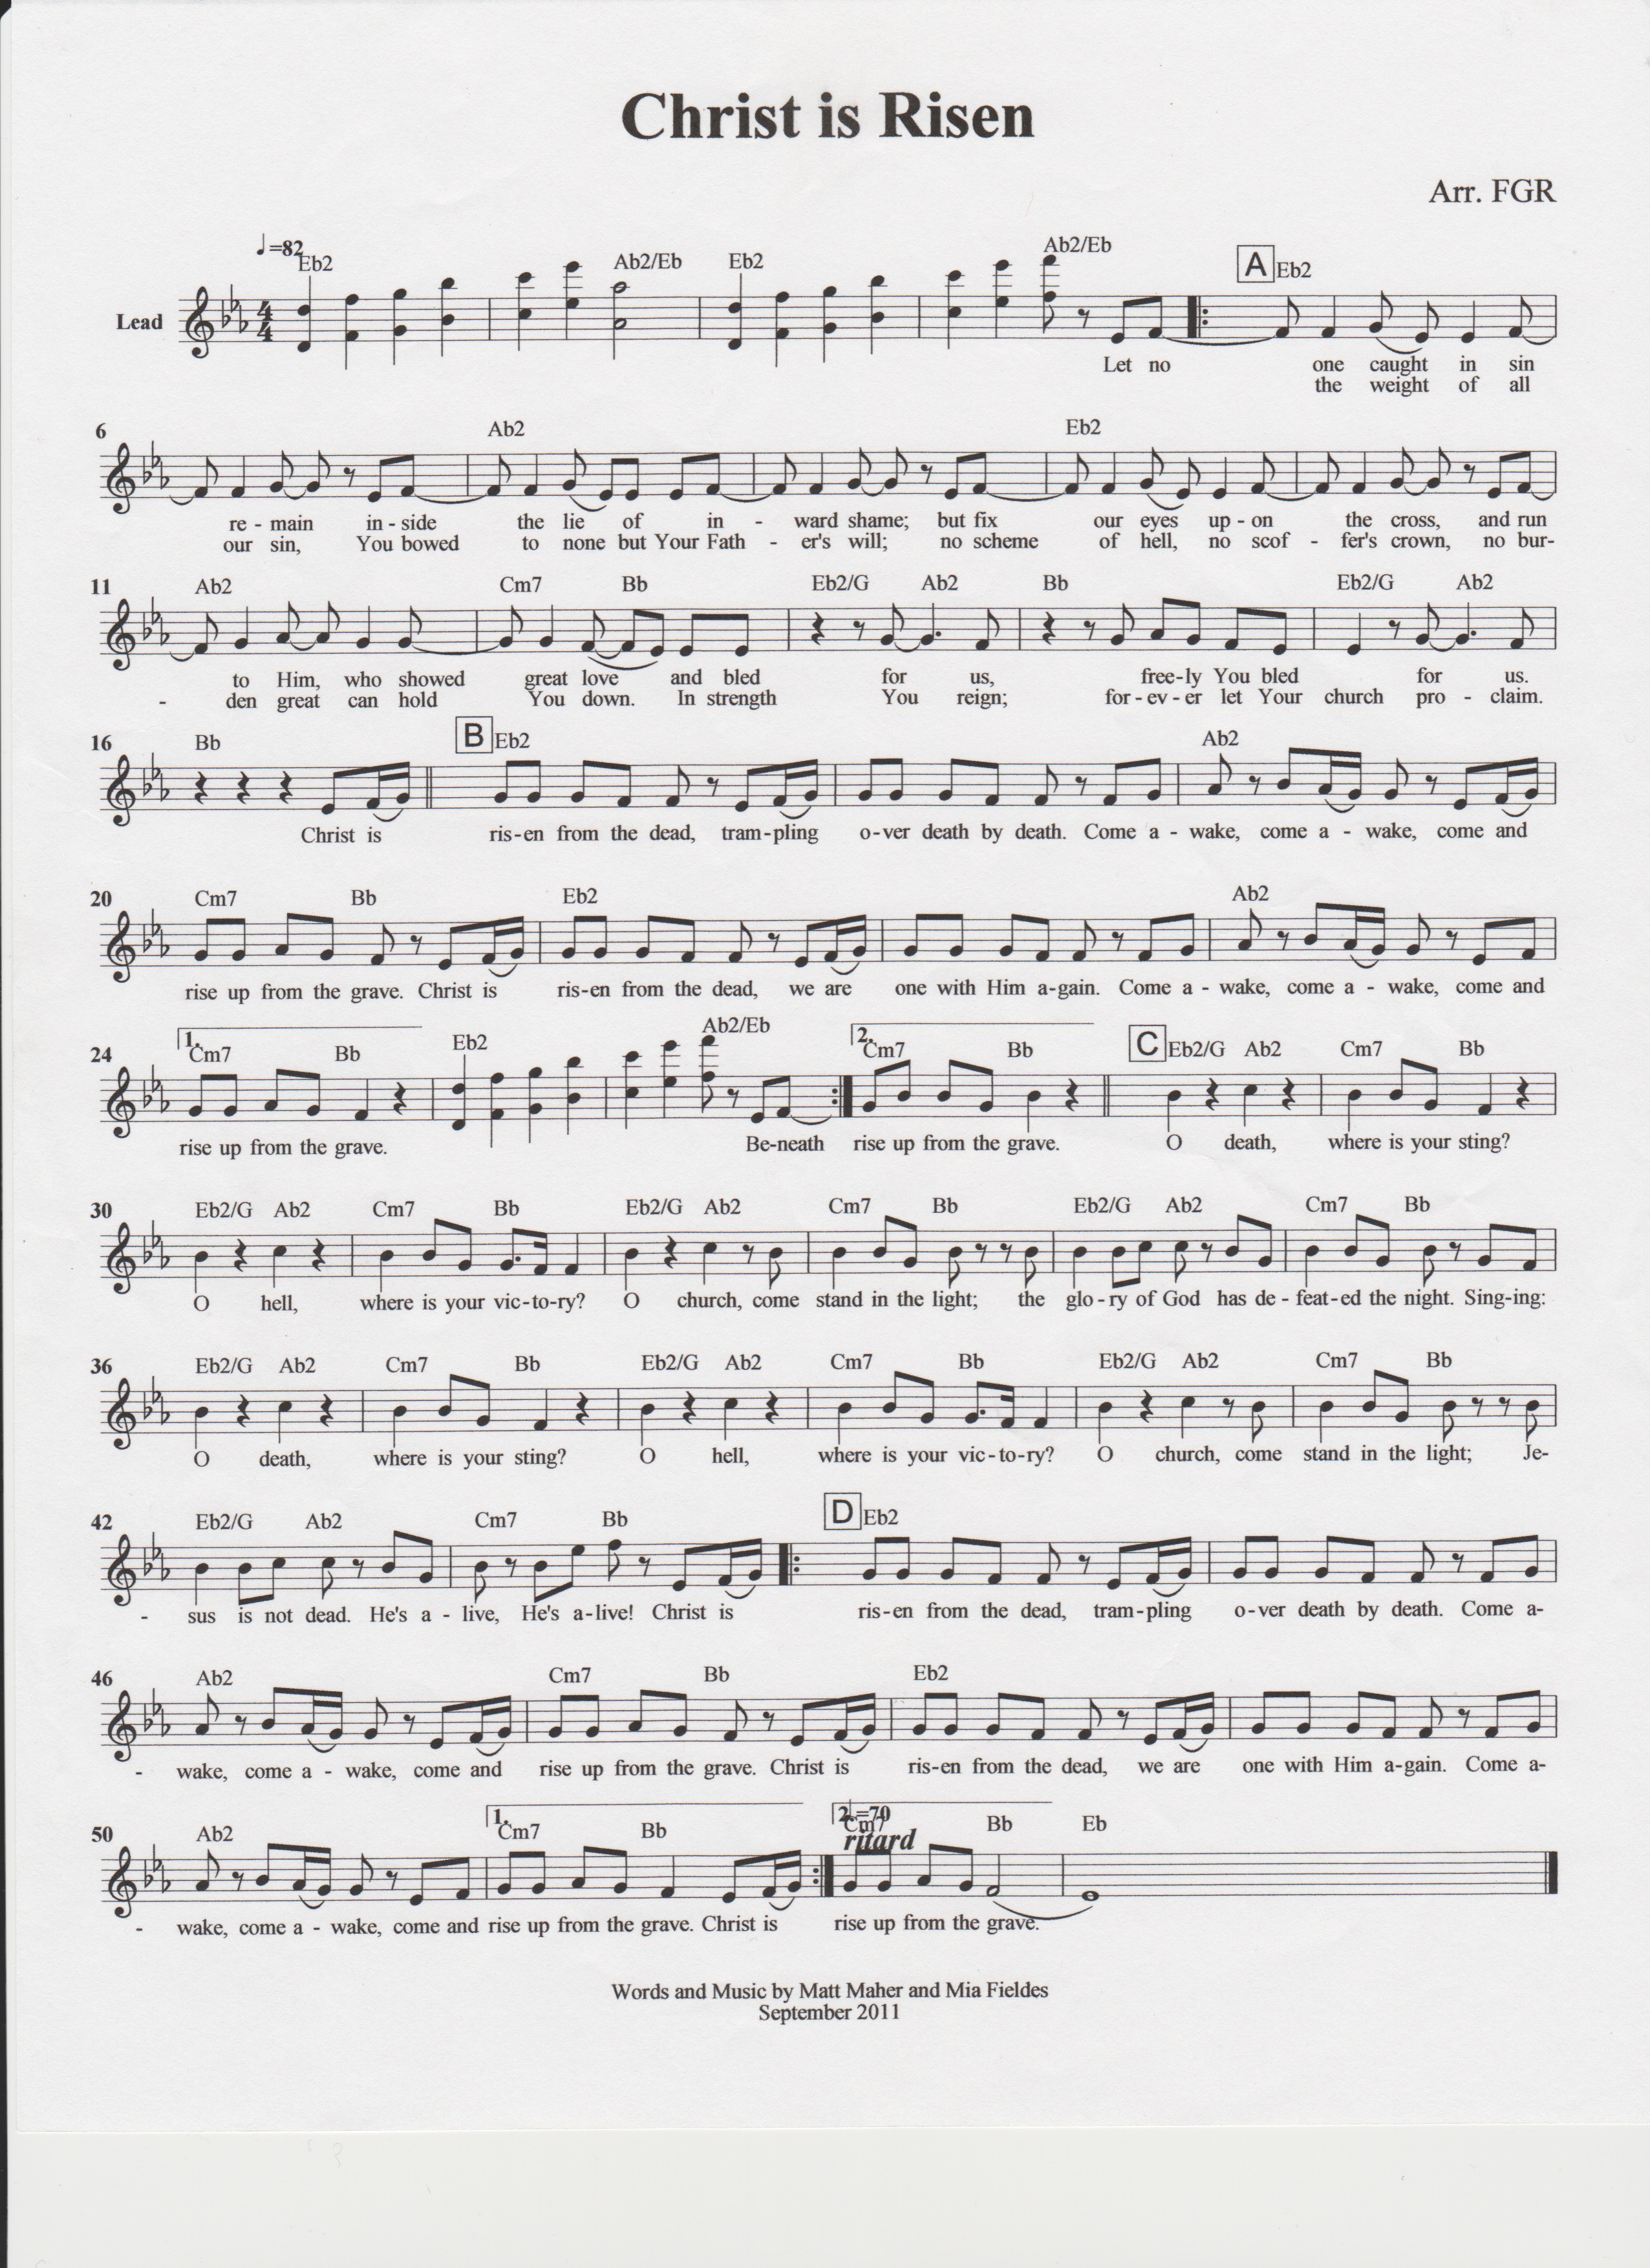 Christ is Risen
Arr. FGR
♩=82
Eb2 Ab2/Eb Eb2 Ab2/Eb A Eb2
Lead
4/4
Let no one caught in sin
the weight of all
6 Ab2 Eb2
re - main in - side the lie of in - ward shame; but fix our eyes up - on the cross, and run
our sin, You bowed to none but Your Fath - er's will; no scheme of hell, no scof - fer's crown, no bur-
11 Ab2 Cm7 Bb Eb2/G Ab2 Bb Eb2/G Ab2
to Him, who showed great love and bled for us, free-ly You bled for us.
- den great can hold You down. In strength You reign; for-ev-er let Your church pro - claim.
16 Bb B Eb2 Ab2
Christ is ris-en from the dead, tram-pling o-ver death by death. Come a - wake, come a - wake, come and
20 Cm7 Bb Eb2 Ab2
rise up from the grave. Christ is ris-en from the dead, we are one with Him a-gain. Come a - wake, come a - wake, come and
24 1. Cm7 Bb Eb2 Ab2/Eb 2. Cm7 Bb C Eb2/G Ab2 Cm7 Bb
rise up from the grave. Be-neath rise up from the grave. O death, where is your sting?
30 Eb2/G Ab2 Cm7 Bb Eb2/G Ab2 Cm7 Bb Eb2/G Ab2 Cm7 Bb
O hell, where is your vic-to-ry? O church, come stand in the light; the glo-ry of God has de - feat-ed the night. Sing-ing:
36 Eb2/G Ab2 Cm7 Bb Eb2/G Ab2 Cm7 Bb Eb2/G Ab2 Cm7 Bb
O death, where is your sting? O hell, where is your vic-to-ry? O church, come stand in the light; Je-
42 Eb2/G Ab2 Cm7 Bb D Eb2
- sus is not dead. He's a - live, He's a-live! Christ is ris-en from the dead, tram-pling o-ver death by death. Come a-
46 Ab2 Cm7 Bb Eb2
- wake, come a - wake, come and rise up from the grave. Christ is ris-en from the dead, we are one with Him a-gain. Come a-
50 Ab2 1. Cm7 Bb 2. ♩=70 Cm7 Bb Eb
ritard
- wake, come a - wake, come and rise up from the grave. Christ is rise up from the grave.
Words and Music by Matt Maher and Mia Fieldes
September 2011